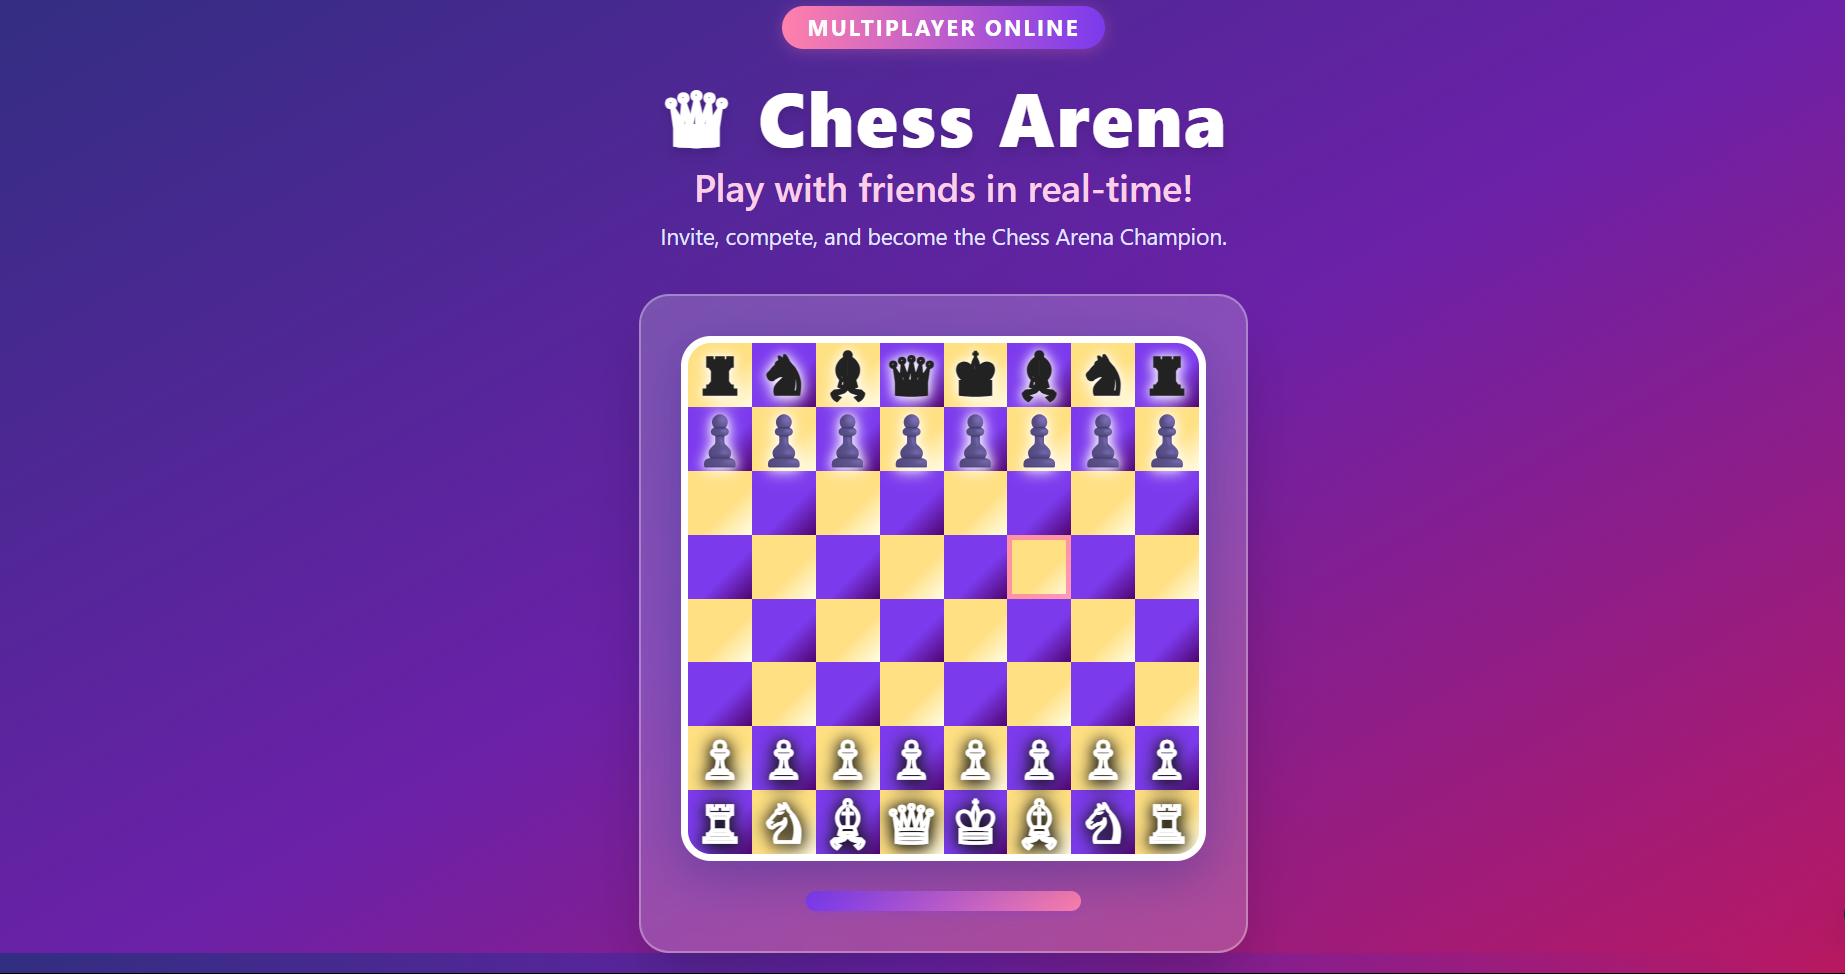 MULTIPLAYER ONLINE
Chess Arena
Play with friends in real-time!
Invite, compete, and become the Chess Arena Champion.